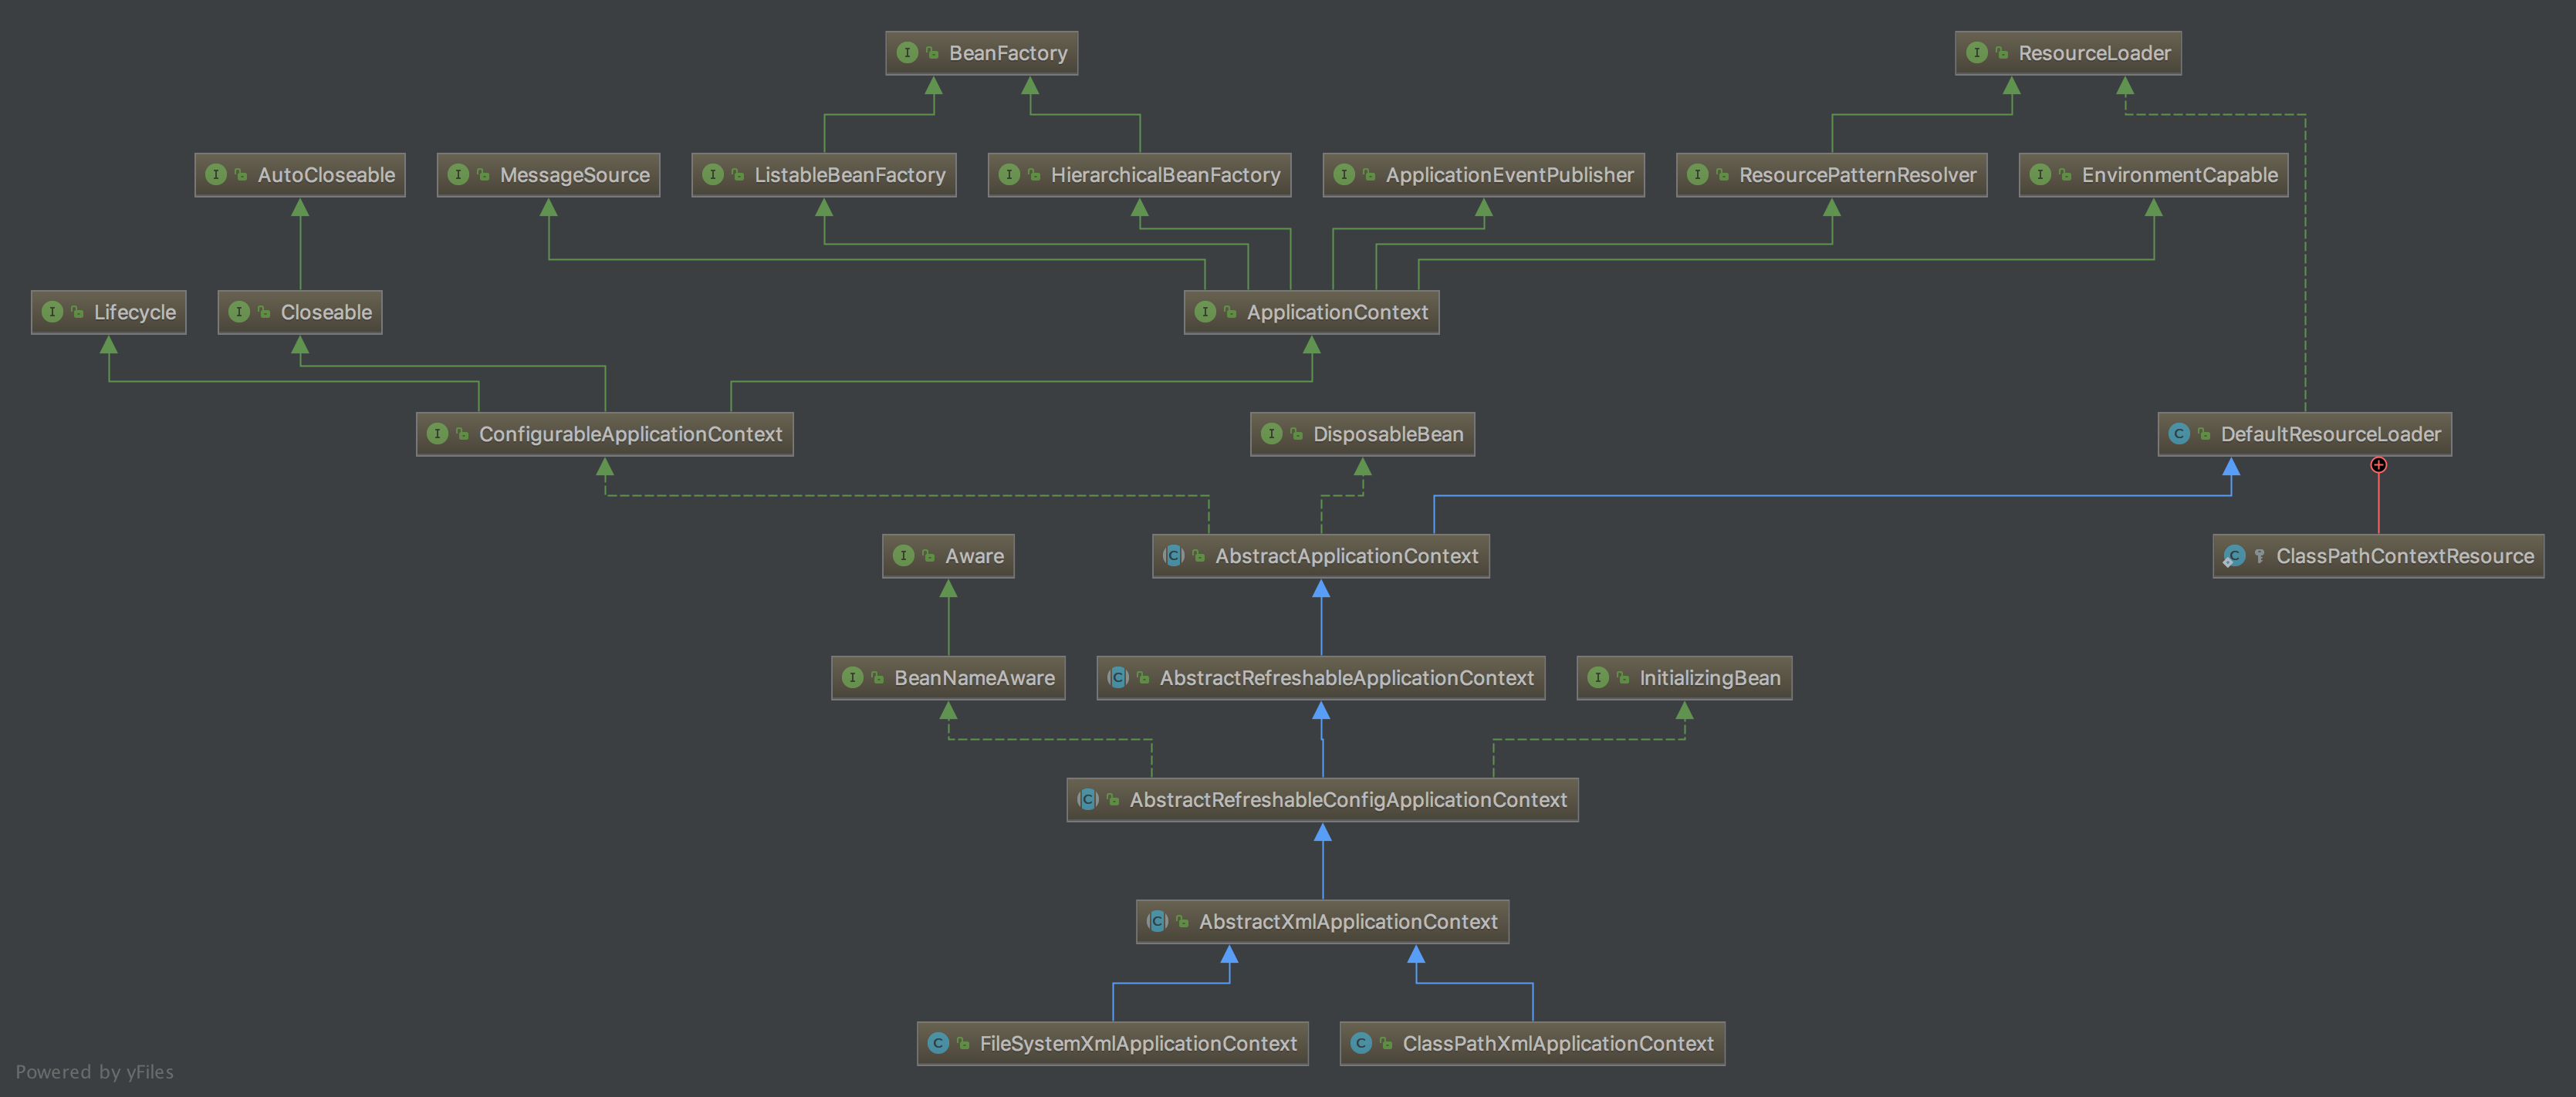 BeanFactory
ResourceLoader
AutoCloseable
MessageSource
ListableBeanFactory
HierarchicalBeanFactory
ApplicationEventPublisher
ResourcePatternResolver
EnvironmentCapable
Lifecycle
Closeable
ApplicationContext
ConfigurableApplicationContext
DisposableBean
DefaultResourceLoader
Aware
AbstractApplicationContext
ClassPathContextResource
BeanNameAware
AbstractRefreshableApplicationContext
InitializingBean
AbstractRefreshableConfigApplicationContext
AbstractXmlApplicationContext
FileSystemXmlApplicationContext
ClassPathXmlApplicationContext
Powered by yFiles